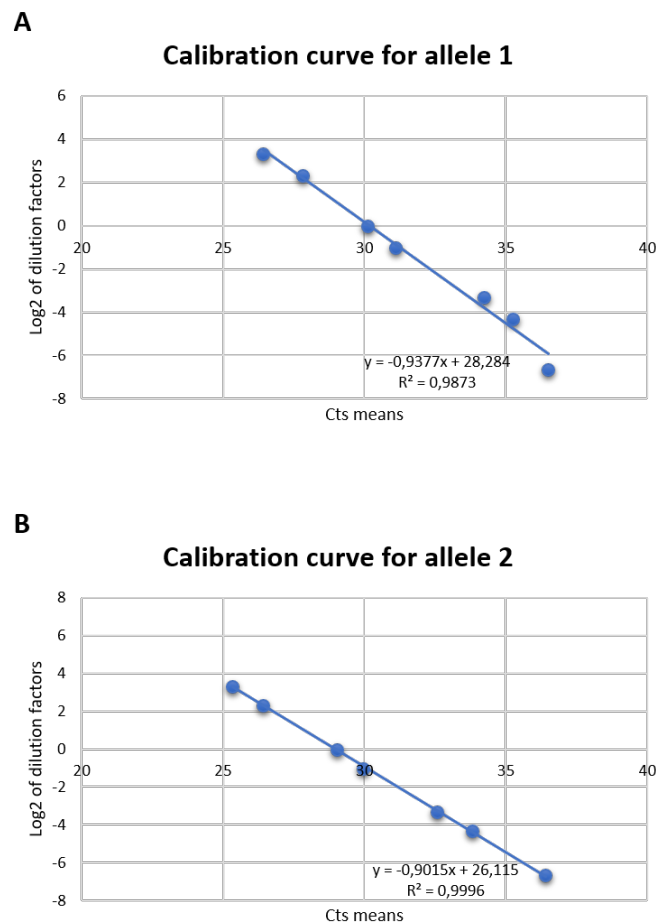 A
Calibration curve for allele 1
6
4
2
0
-2
-4
-6
-8
20
25
30
35
40
Log2 of dilution factors
y = -0,9377x + 28,284
R² = 0,9873
Cts means
B
Calibration curve for allele 2
8
6
4
2
0
-2
-4
-6
-8
20
25
30
35
40
Log2 of dilution factors
y = -0,9015x + 26,115
R² = 0,9996
Cts means